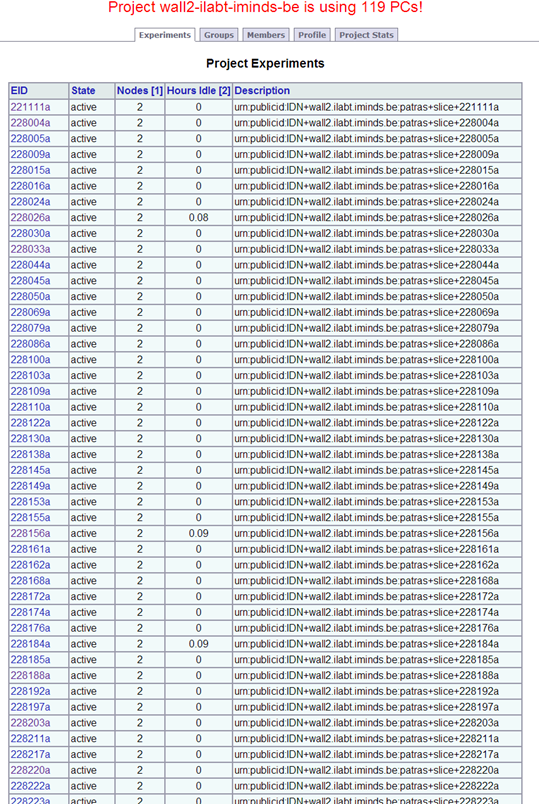 Project wall2-ilabt-iminds-be is using 119 PCs!
Experiments Groups Members Profile Project Stats
Project Experiments
EID State Nodes [1] Hours Idle [2] Description
221111a active 2 0 urn:publicid:IDN+wall2.ilabt.iminds.be:patras+slice+221111a
228004a active 2 0 urn:publicid:IDN+wall2.ilabt.iminds.be:patras+slice+228004a
228005a active 2 0 urn:publicid:IDN+wall2.ilabt.iminds.be:patras+slice+228005a
228009a active 2 0 urn:publicid:IDN+wall2.ilabt.iminds.be:patras+slice+228009a
228015a active 2 0 urn:publicid:IDN+wall2.ilabt.iminds.be:patras+slice+228015a
228016a active 2 0 urn:publicid:IDN+wall2.ilabt.iminds.be:patras+slice+228016a
228024a active 2 0 urn:publicid:IDN+wall2.ilabt.iminds.be:patras+slice+228024a
228026a active 2 0.08 urn:publicid:IDN+wall2.ilabt.iminds.be:patras+slice+228026a
228030a active 2 0 urn:publicid:IDN+wall2.ilabt.iminds.be:patras+slice+228030a
228033a active 2 0 urn:publicid:IDN+wall2.ilabt.iminds.be:patras+slice+228033a
228044a active 2 0 urn:publicid:IDN+wall2.ilabt.iminds.be:patras+slice+228044a
228045a active 2 0 urn:publicid:IDN+wall2.ilabt.iminds.be:patras+slice+228045a
228050a active 2 0 urn:publicid:IDN+wall2.ilabt.iminds.be:patras+slice+228050a
228069a active 2 0 urn:publicid:IDN+wall2.ilabt.iminds.be:patras+slice+228069a
228079a active 2 0 urn:publicid:IDN+wall2.ilabt.iminds.be:patras+slice+228079a
228086a active 2 0 urn:publicid:IDN+wall2.ilabt.iminds.be:patras+slice+228086a
228100a active 2 0 urn:publicid:IDN+wall2.ilabt.iminds.be:patras+slice+228100a
228103a active 2 0 urn:publicid:IDN+wall2.ilabt.iminds.be:patras+slice+228103a
228109a active 2 0 urn:publicid:IDN+wall2.ilabt.iminds.be:patras+slice+228109a
228110a active 2 0 urn:publicid:IDN+wall2.ilabt.iminds.be:patras+slice+228110a
228122a active 2 0 urn:publicid:IDN+wall2.ilabt.iminds.be:patras+slice+228122a
228130a active 2 0 urn:publicid:IDN+wall2.ilabt.iminds.be:patras+slice+228130a
228138a active 2 0 urn:publicid:IDN+wall2.ilabt.iminds.be:patras+slice+228138a
228145a active 2 0 urn:publicid:IDN+wall2.ilabt.iminds.be:patras+slice+228145a
228149a active 2 0 urn:publicid:IDN+wall2.ilabt.iminds.be:patras+slice+228149a
228153a active 2 0 urn:publicid:IDN+wall2.ilabt.iminds.be:patras+slice+228153a
228155a active 2 0 urn:publicid:IDN+wall2.ilabt.iminds.be:patras+slice+228155a
228156a active 2 0.09 urn:publicid:IDN+wall2.ilabt.iminds.be:patras+slice+228156a
228161a active 2 0 urn:publicid:IDN+wall2.ilabt.iminds.be:patras+slice+228161a
228162a active 2 0 urn:publicid:IDN+wall2.ilabt.iminds.be:patras+slice+228162a
228168a active 2 0 urn:publicid:IDN+wall2.ilabt.iminds.be:patras+slice+228168a
228172a active 2 0 urn:publicid:IDN+wall2.ilabt.iminds.be:patras+slice+228172a
228174a active 2 0 urn:publicid:IDN+wall2.ilabt.iminds.be:patras+slice+228174a
228176a active 2 0 urn:publicid:IDN+wall2.ilabt.iminds.be:patras+slice+228176a
228184a active 2 0.09 urn:publicid:IDN+wall2.ilabt.iminds.be:patras+slice+228184a
228185a active 2 0 urn:publicid:IDN+wall2.ilabt.iminds.be:patras+slice+228185a
228188a active 2 0 urn:publicid:IDN+wall2.ilabt.iminds.be:patras+slice+228188a
228192a active 2 0 urn:publicid:IDN+wall2.ilabt.iminds.be:patras+slice+228192a
228197a active 2 0 urn:publicid:IDN+wall2.ilabt.iminds.be:patras+slice+228197a
228203a active 2 0 urn:publicid:IDN+wall2.ilabt.iminds.be:patras+slice+228203a
228211a active 2 0 urn:publicid:IDN+wall2.ilabt.iminds.be:patras+slice+228211a
228217a active 2 0 urn:publicid:IDN+wall2.ilabt.iminds.be:patras+slice+228217a
228220a active 2 0 urn:publicid:IDN+wall2.ilabt.iminds.be:patras+slice+228220a
228222a active 2 0 urn:publicid:IDN+wall2.ilabt.iminds.be:patras+slice+228222a
228223a active 2 0 urn:publicid:IDN+wall2.ilabt.iminds.be:patras+slice+228223a